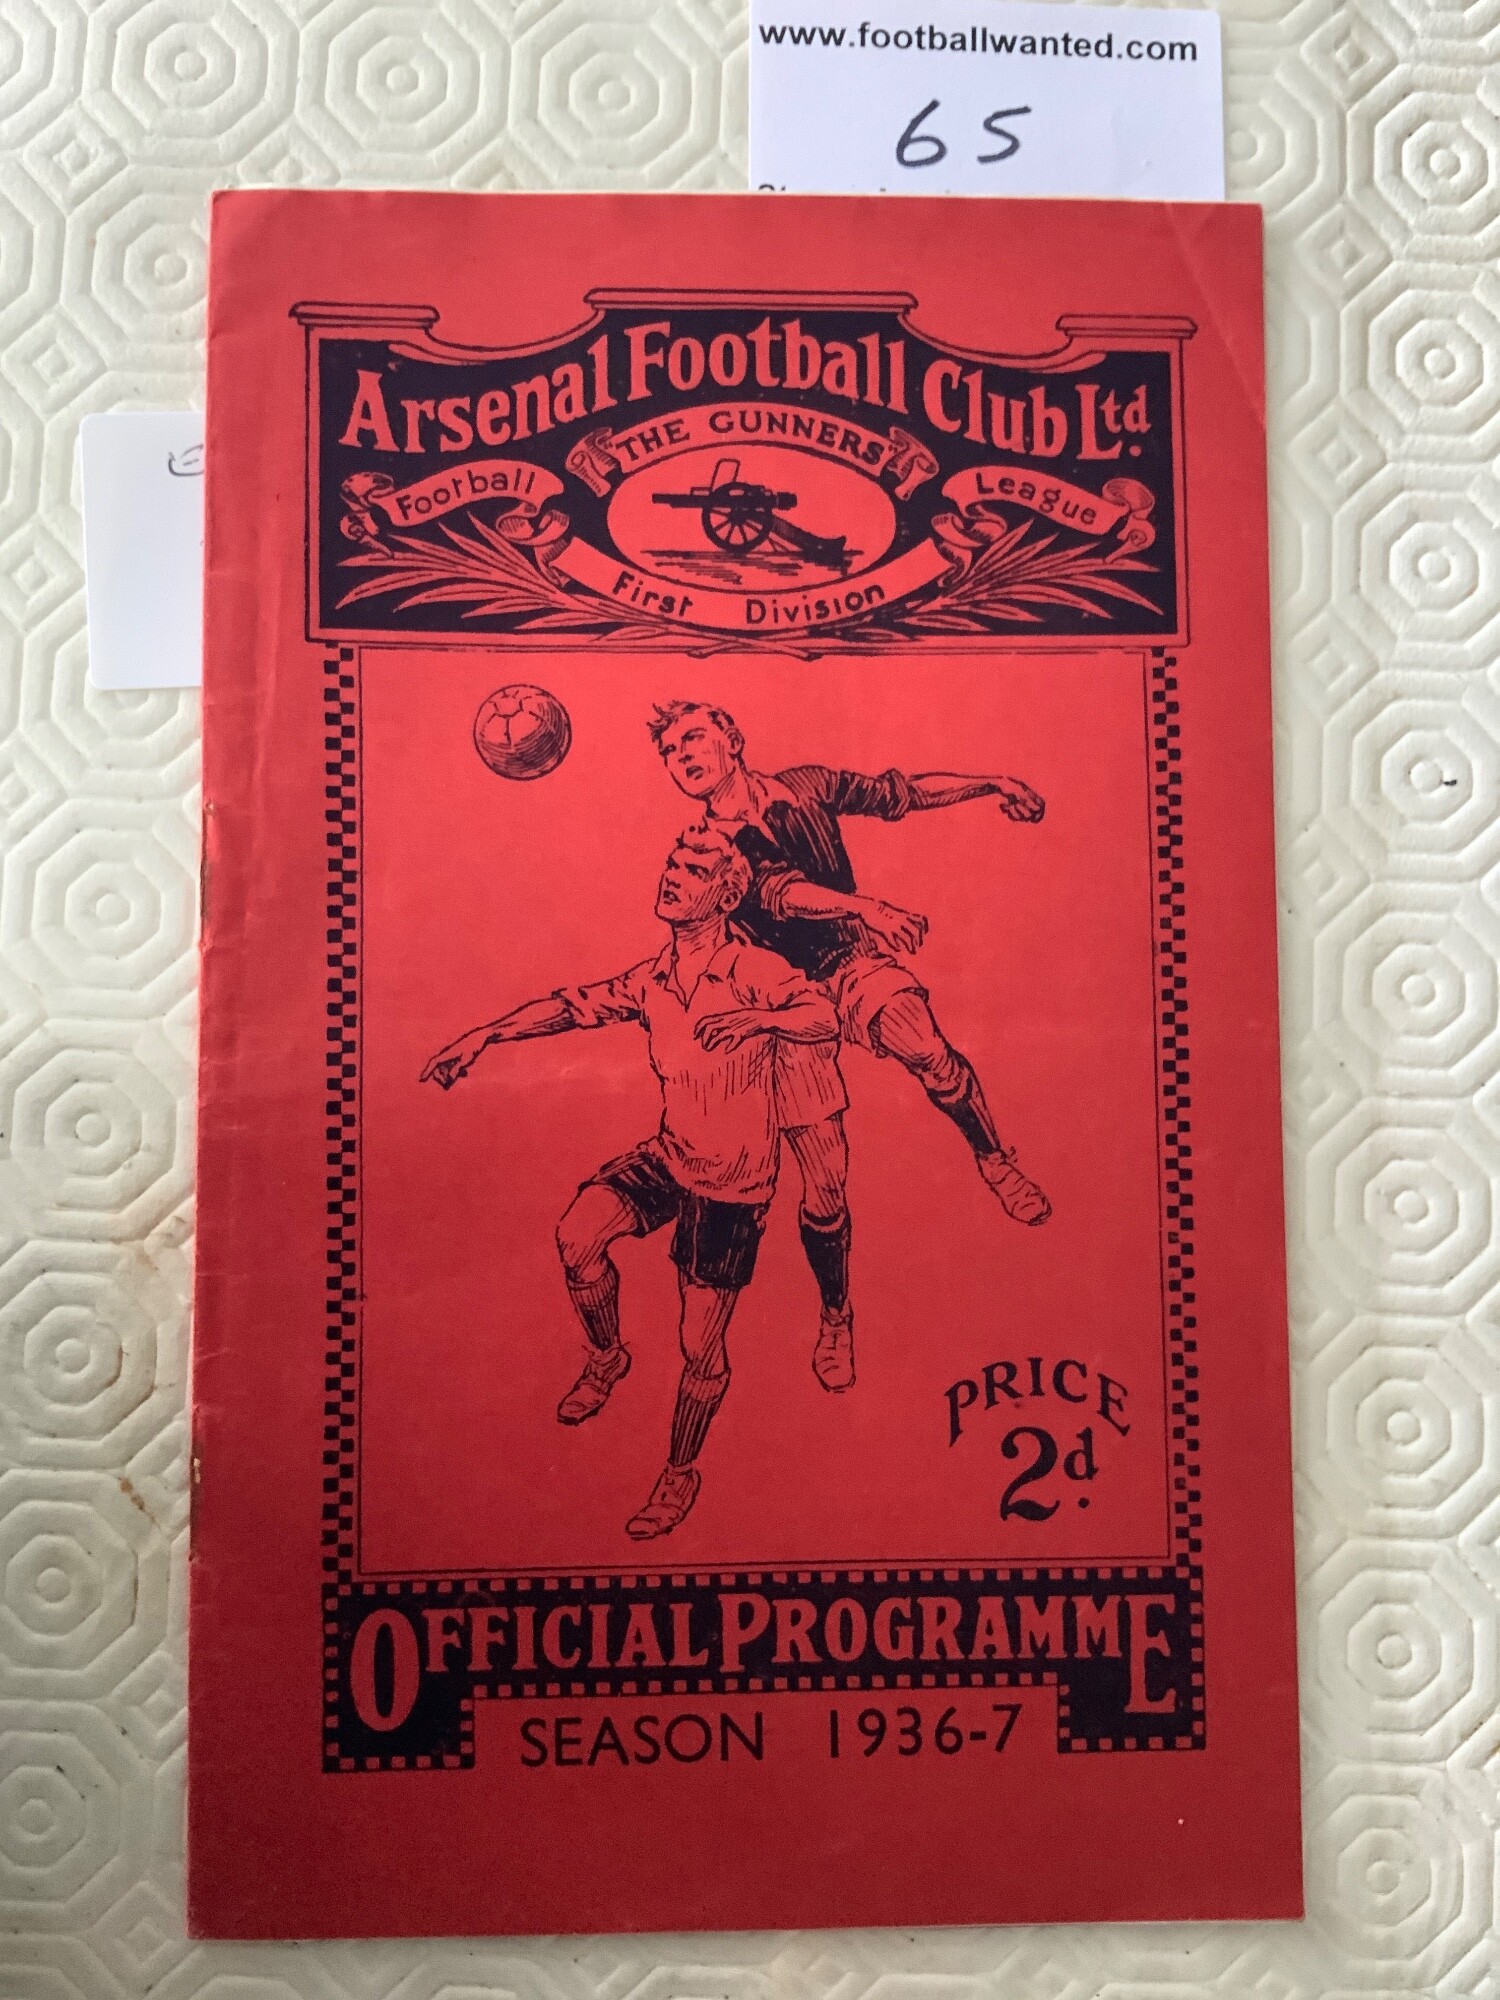 www.footballwanted.com
65
Arsenal Football Club Ltd.
THE GUNNERS
Football League
First Division
PRICE
2d.
OFFICIAL PROGRAMME
SEASON 1936-7